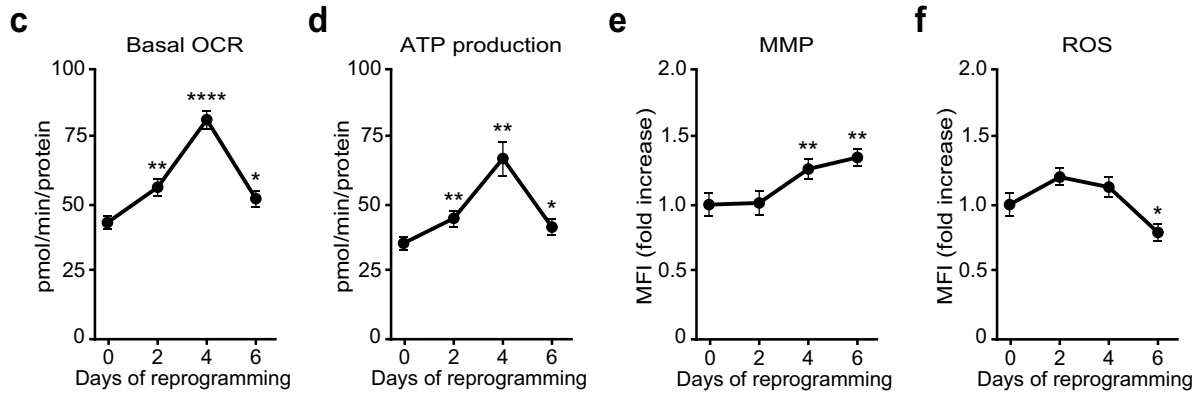 c
Basal OCR
pmol/min/protein
100
75
50
25
0
**
****
*
0 2 4 6
Days of reprogramming
d
ATP production
pmol/min/protein
100
75
50
25
0
**
**
*
0 2 4 6
Days of reprogramming
e
MMP
MFI (fold increase)
2.0
1.5
1.0
0.5
0
**
**
0 2 4 6
Days of reprogramming
f
ROS
MFI (fold increase)
2.0
1.5
1.0
0.5
0
*
0 2 4 6
Days of reprogramming